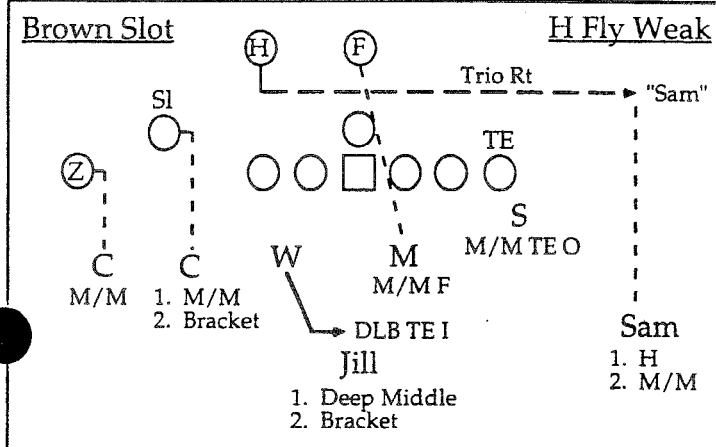 Brown Slot
H Fly Weak
H
F
Trio Rt
"Sam"
Sl
TE
Z
S
M/M TE O
C
C
W
M
M/M
1. M/M
2. Bracket
M/M F
DLB TE I
Jill
1. Deep Middle
2. Bracket
Sam
1. H
2. M/M